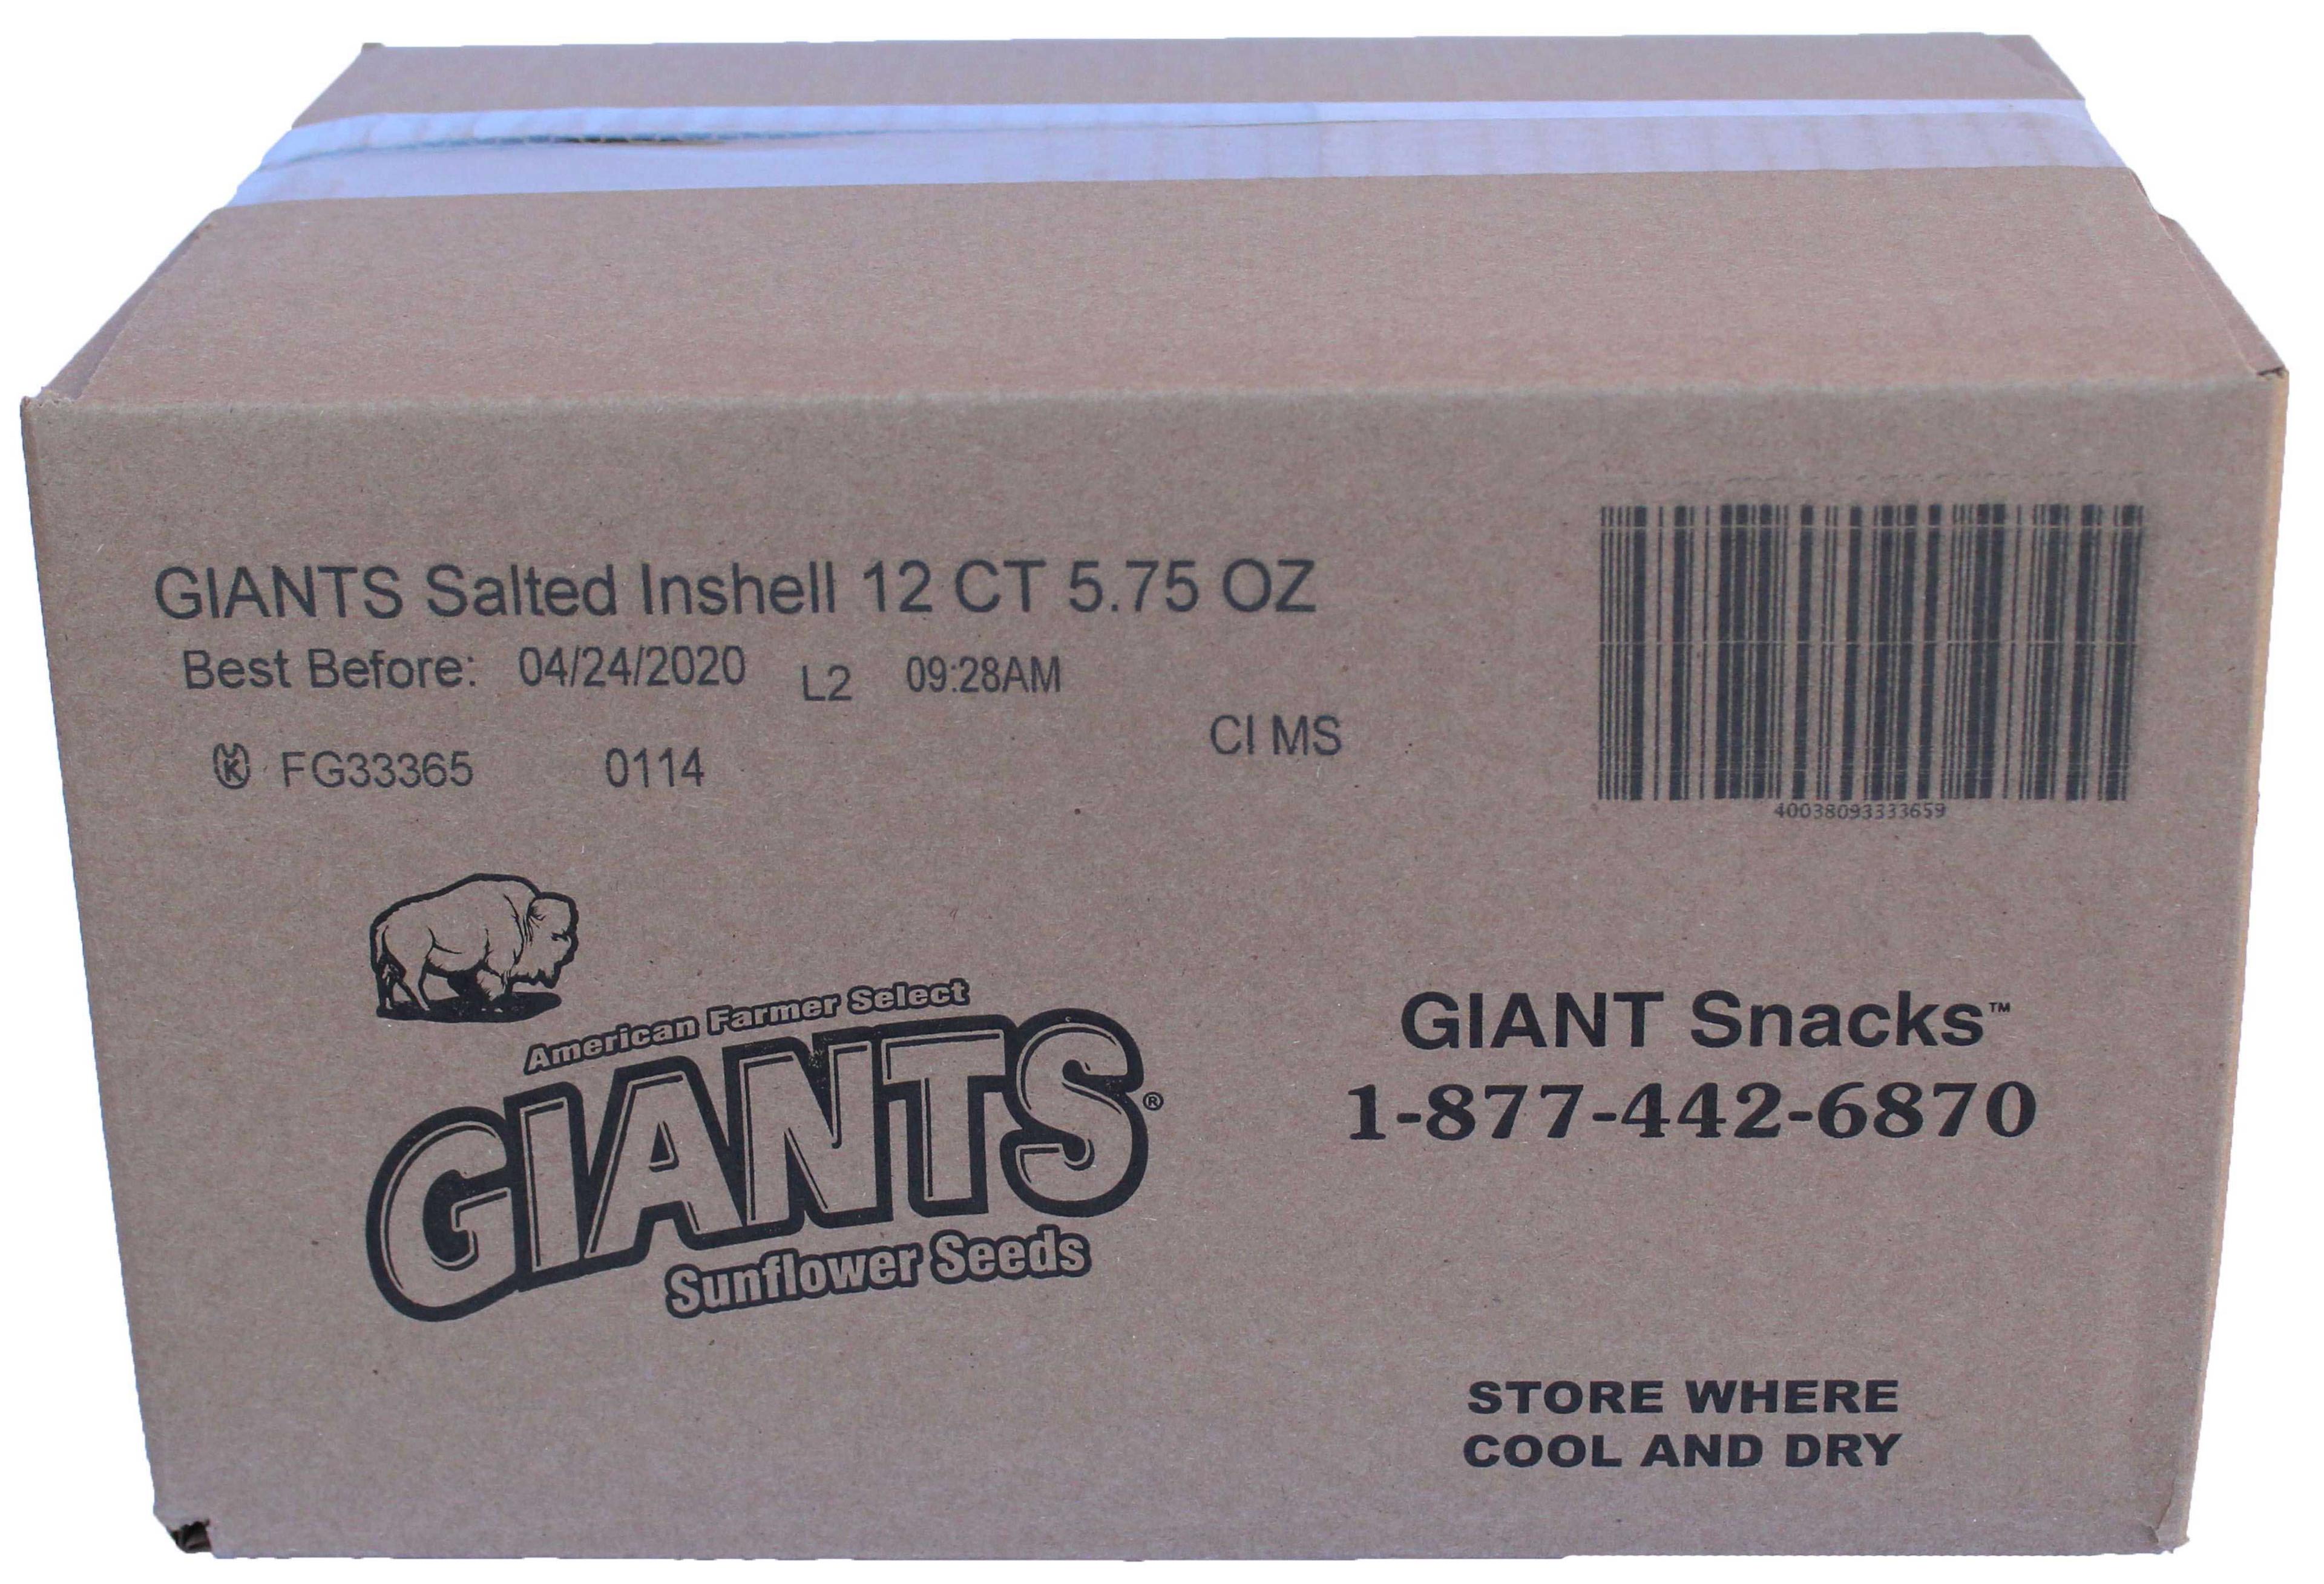 GIANTS Salted Inshell 12 CT 5.75 OZ
Best Before: 04/24/2020 L2 09:28AM
CI MS
K FG33365 0114
40038093333659
American Farmer Select
GIANTS®
Sunflower Seeds
GIANT Snacks™
1-877-442-6870
STORE WHERE
COOL AND DRY